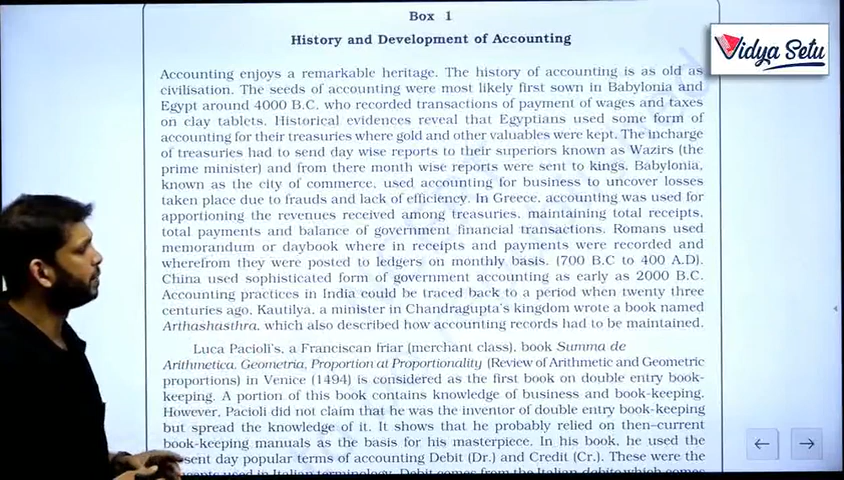 Box 1
History and Development of Accounting
Vidya Setu
Accounting enjoys a remarkable heritage. The history of accounting is as old as
civilisation. The seeds of accounting were most likely first sown in Babylonia and
Egypt around 4000 B.C. who recorded transactions of payment of wages and taxes
on clay tablets. Historical evidences reveal that Egyptians used some form of
accounting for their treasuries where gold and other valuables were kept. The incharge
of treasuries had to send day wise reports to their superiors known as Wazirs (the
prime minister) and from there month wise reports were sent to kings. Babylonia,
known as the city of commerce, used accounting for business to uncover losses
taken place due to frauds and lack of efficiency. In Greece, accounting was used for
apportioning the revenues received among treasuries, maintaining total receipts,
total payments and balance of government financial transactions. Romans used
memorandum or daybook where in receipts and payments were recorded and
wherefrom they were posted to ledgers on monthly basis. (700 B.C to 400 A.D).
China used sophisticated form of government accounting as early as 2000 B.C.
Accounting practices in India could be traced back to a period when twenty three
centuries ago, Kautilya, a minister in Chandragupta's kingdom wrote a book named
Arthashasthra, which also described how accounting records had to be maintained.
Luca Pacioli's, a Franciscan friar (merchant class), book Summa de
Arithmetica, Geometria, Proportion at Proportionality (Review of Arithmetic and Geometric
proportions) in Venice (1494) is considered as the first book on double entry book-
keeping. A portion of this book contains knowledge of business and book-keeping.
However, Pacioli did not claim that he was the inventor of double entry book-keeping
but spread the knowledge of it. It shows that he probably relied on then–current
book-keeping manuals as the basis for his masterpiece. In his book, he used the
sent day popular terms of accounting Debit (Dr.) and Credit (Cr.). These were the
used in Italian terminology. Debit comes from the Italian debito which comes